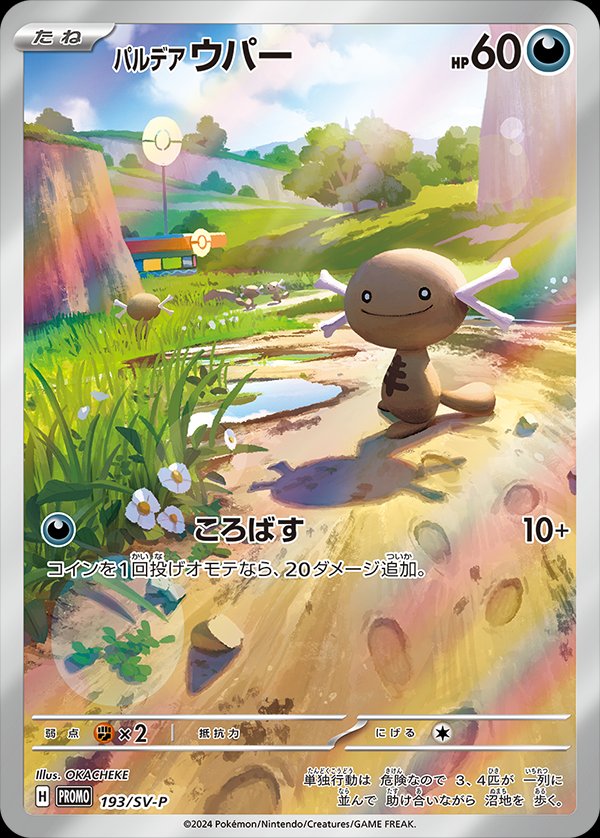 たね
パルデア ウパー
HP60
ころばす 10+
コインを1回投げオモテなら、20ダメージ追加。
弱点 ×2 抵抗力 にげる
Illus. OKACHEKE
単独行動は 危険なので 3、4匹が 一列に
並んで 助け合いながら 沼地を 歩く。
H PROMO 193/SV-P
©2024 Pokémon/Nintendo/Creatures/GAME FREAK.